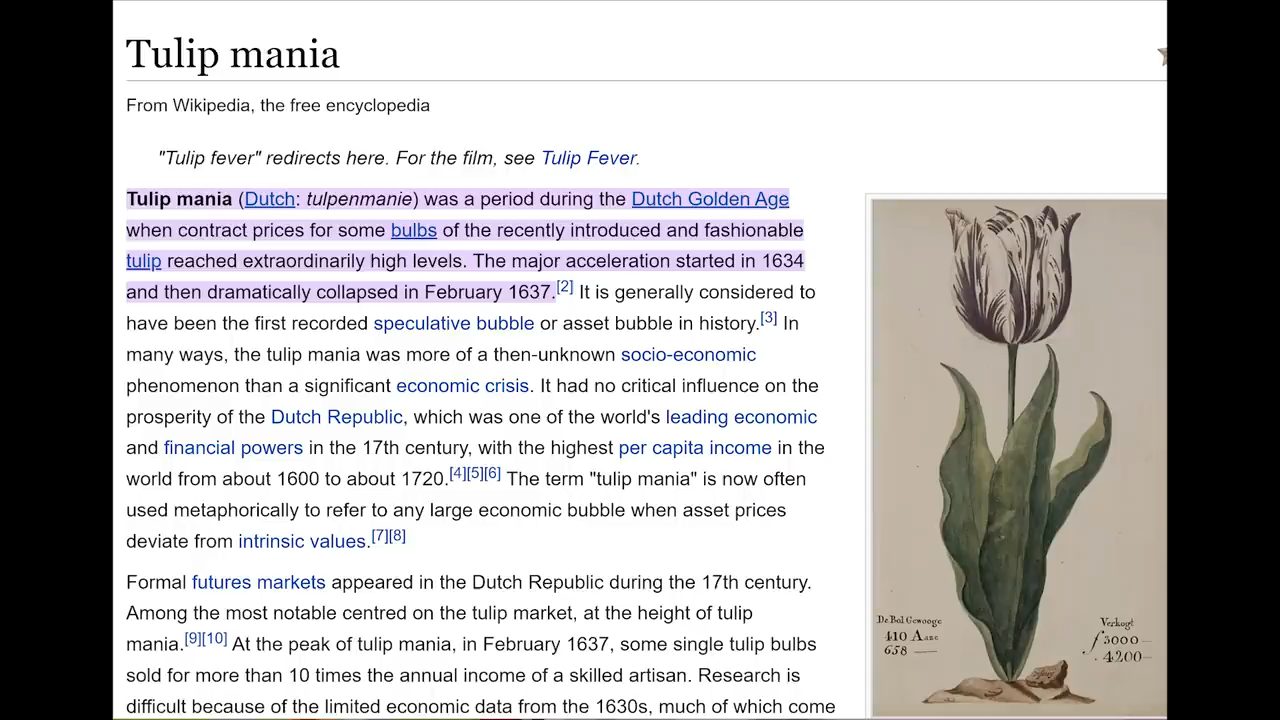 Tulip mania
From Wikipedia, the free encyclopedia
"Tulip fever" redirects here. For the film, see Tulip Fever.
Tulip mania (Dutch: tulpenmanie) was a period during the Dutch Golden Age
when contract prices for some bulbs of the recently introduced and fashionable
tulip reached extraordinarily high levels. The major acceleration started in 1634
and then dramatically collapsed in February 1637.[2] It is generally considered to
have been the first recorded speculative bubble or asset bubble in history.[3] In
many ways, the tulip mania was more of a then-unknown socio-economic
phenomenon than a significant economic crisis. It had no critical influence on the
prosperity of the Dutch Republic, which was one of the world's leading economic
and financial powers in the 17th century, with the highest per capita income in the
world from about 1600 to about 1720.[4][5][6] The term "tulip mania" is now often
used metaphorically to refer to any large economic bubble when asset prices
deviate from intrinsic values.[7][8]
Formal futures markets appeared in the Dutch Republic during the 17th century.
Among the most notable centred on the tulip market, at the height of tulip
mania.[9][10] At the peak of tulip mania, in February 1637, some single tulip bulbs
sold for more than 10 times the annual income of a skilled artisan. Research is
difficult because of the limited economic data from the 1630s, much of which come
De Bol Gewooge
410 Aase
658
Verkogt
f 3000
4200